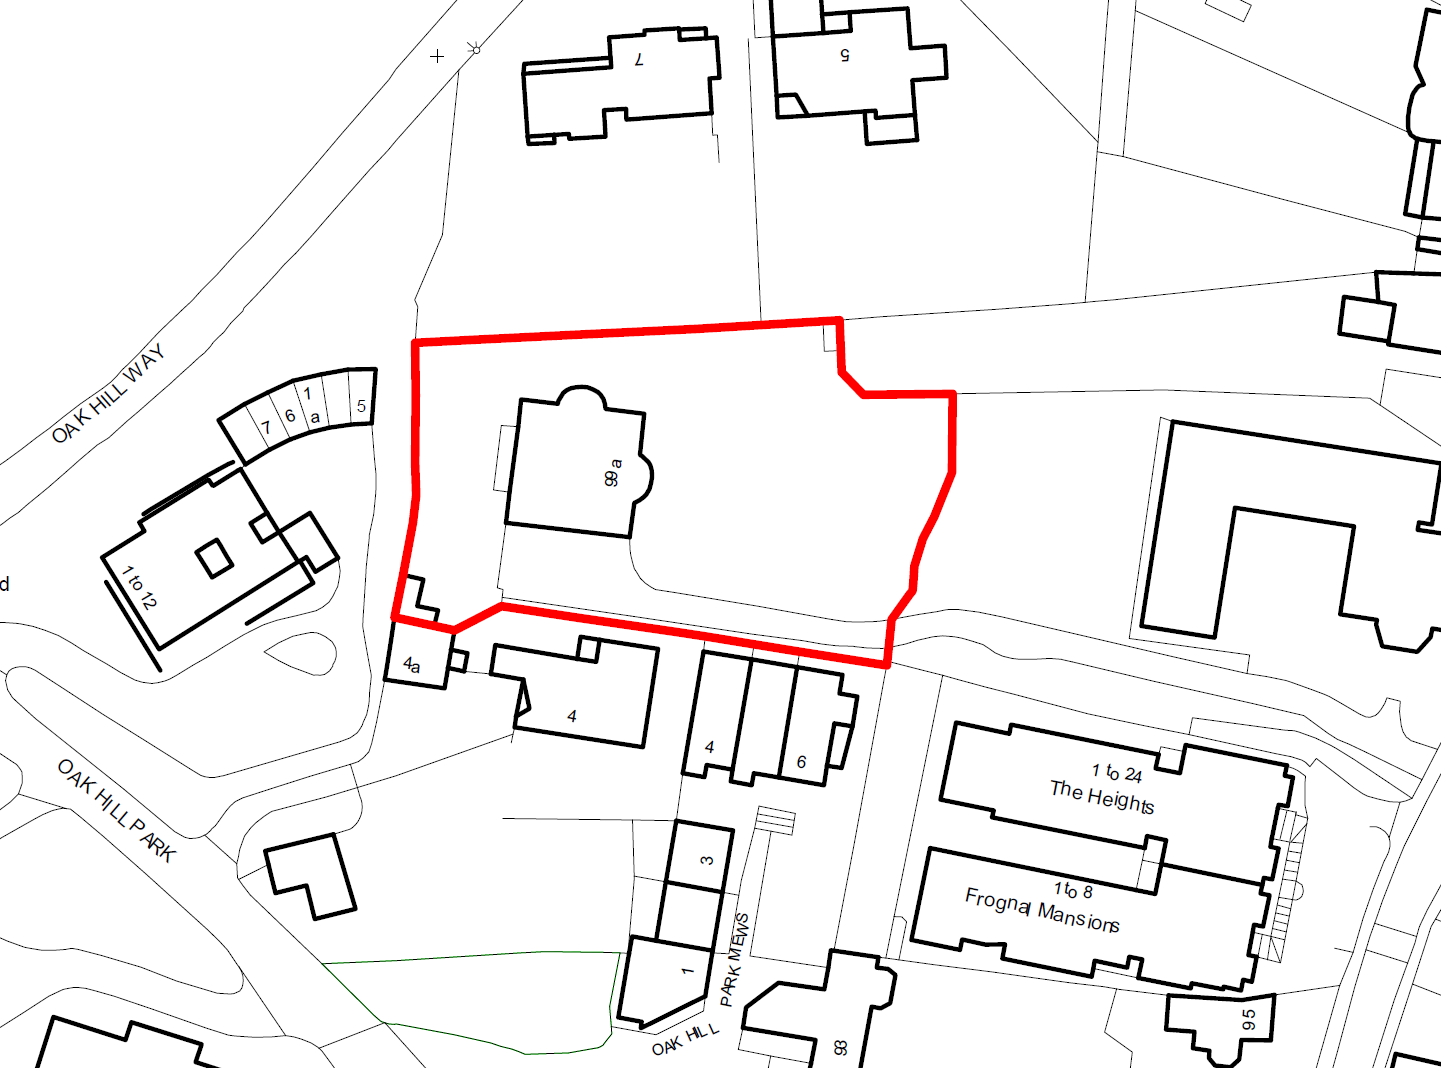 7
5
OAK HILL WAY
7
6
1
a
5
99a
1 to 12
d
4a
4
4
6
OAK HILL PARK
1 to 24
The Heights
3
1 to 8
Frognal Mansions
1
PARK MEWS
OAK HILL
93
95